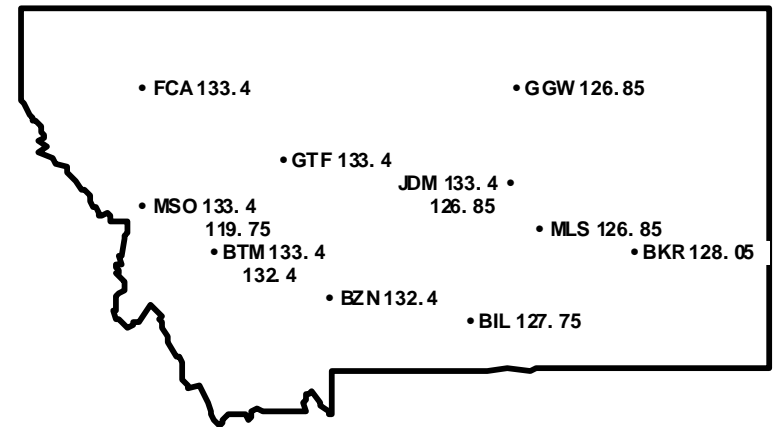 FCA 133.4
GGW 126.85
GTF 133.4
JDM 133.4
126.85
MSO 133.4
119.75
MLS 126.85
BTM 133.4
132.4
BKR 128.05
BZN 132.4
BIL 127.75